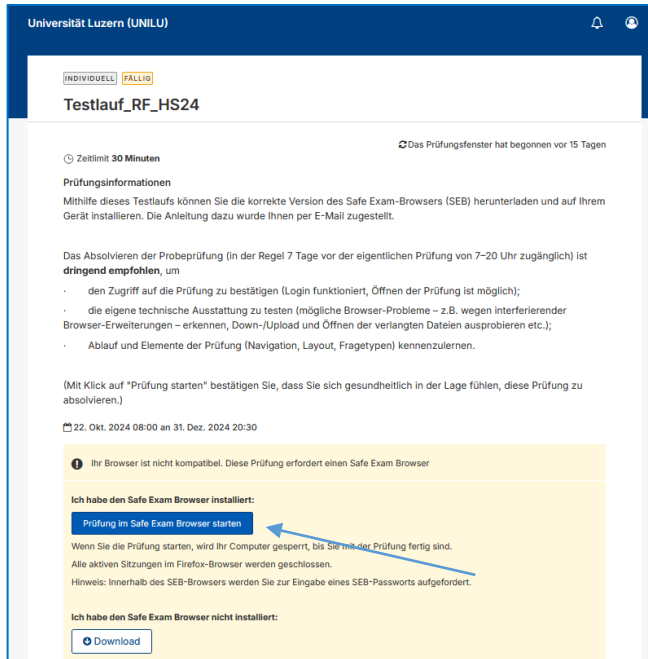 Universität Luzern (UNILU)
INDIVIDUELL FÄLLIG
Testlauf_RF_HS24
Das Prüfungsfenster hat begonnen vor 15 Tagen
Zeitlimit 30 Minuten
Prüfungsinformationen
Mithilfe dieses Testlaufs können Sie die korrekte Version des Safe Exam-Browsers (SEB) herunterladen und auf Ihrem
Gerät installieren. Die Anleitung dazu wurde Ihnen per E-Mail zugestellt.
Das Absolvieren der Probeprüfung (in der Regel 7 Tage vor der eigentlichen Prüfung von 7–20 Uhr zugänglich) ist
dringend empfohlen, um
· den Zugriff auf die Prüfung zu bestätigen (Login funktioniert, Öffnen der Prüfung ist möglich);
· die eigene technische Ausstattung zu testen (mögliche Browser-Probleme – z.B. wegen interferierender
Browser-Erweiterungen – erkennen, Down-/Upload und Öffnen der verlangten Dateien ausprobieren etc.);
· Ablauf und Elemente der Prüfung (Navigation, Layout, Fragetypen) kennenzulernen.
(Mit Klick auf "Prüfung starten" bestätigen Sie, dass Sie sich gesundheitlich in der Lage fühlen, diese Prüfung zu
absolvieren.)
22. Okt. 2024 08:00 an 31. Dez. 2024 20:30
Ihr Browser ist nicht kompatibel. Diese Prüfung erfordert einen Safe Exam Browser
Ich habe den Safe Exam Browser installiert:
Prüfung im Safe Exam Browser starten
Wenn Sie die Prüfung starten, wird Ihr Computer gesperrt, bis Sie mit der Prüfung fertig sind.
Alle aktiven Sitzungen im Firefox-Browser werden geschlossen.
Hinweis: Innerhalb des SEB-Browsers werden Sie zur Eingabe eines SEB-Passworts aufgefordert.
Ich habe den Safe Exam Browser nicht installiert:
Download